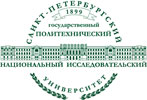 САНКТ-ПЕТЕРБУРГСКИЙ
1899
государственный
ПОЛИТЕХНИЧЕСКИЙ
НАЦИОНАЛЬНЫЙ ИССЛЕДОВАТЕЛЬСКИЙ
УНИВЕРСИТЕТ